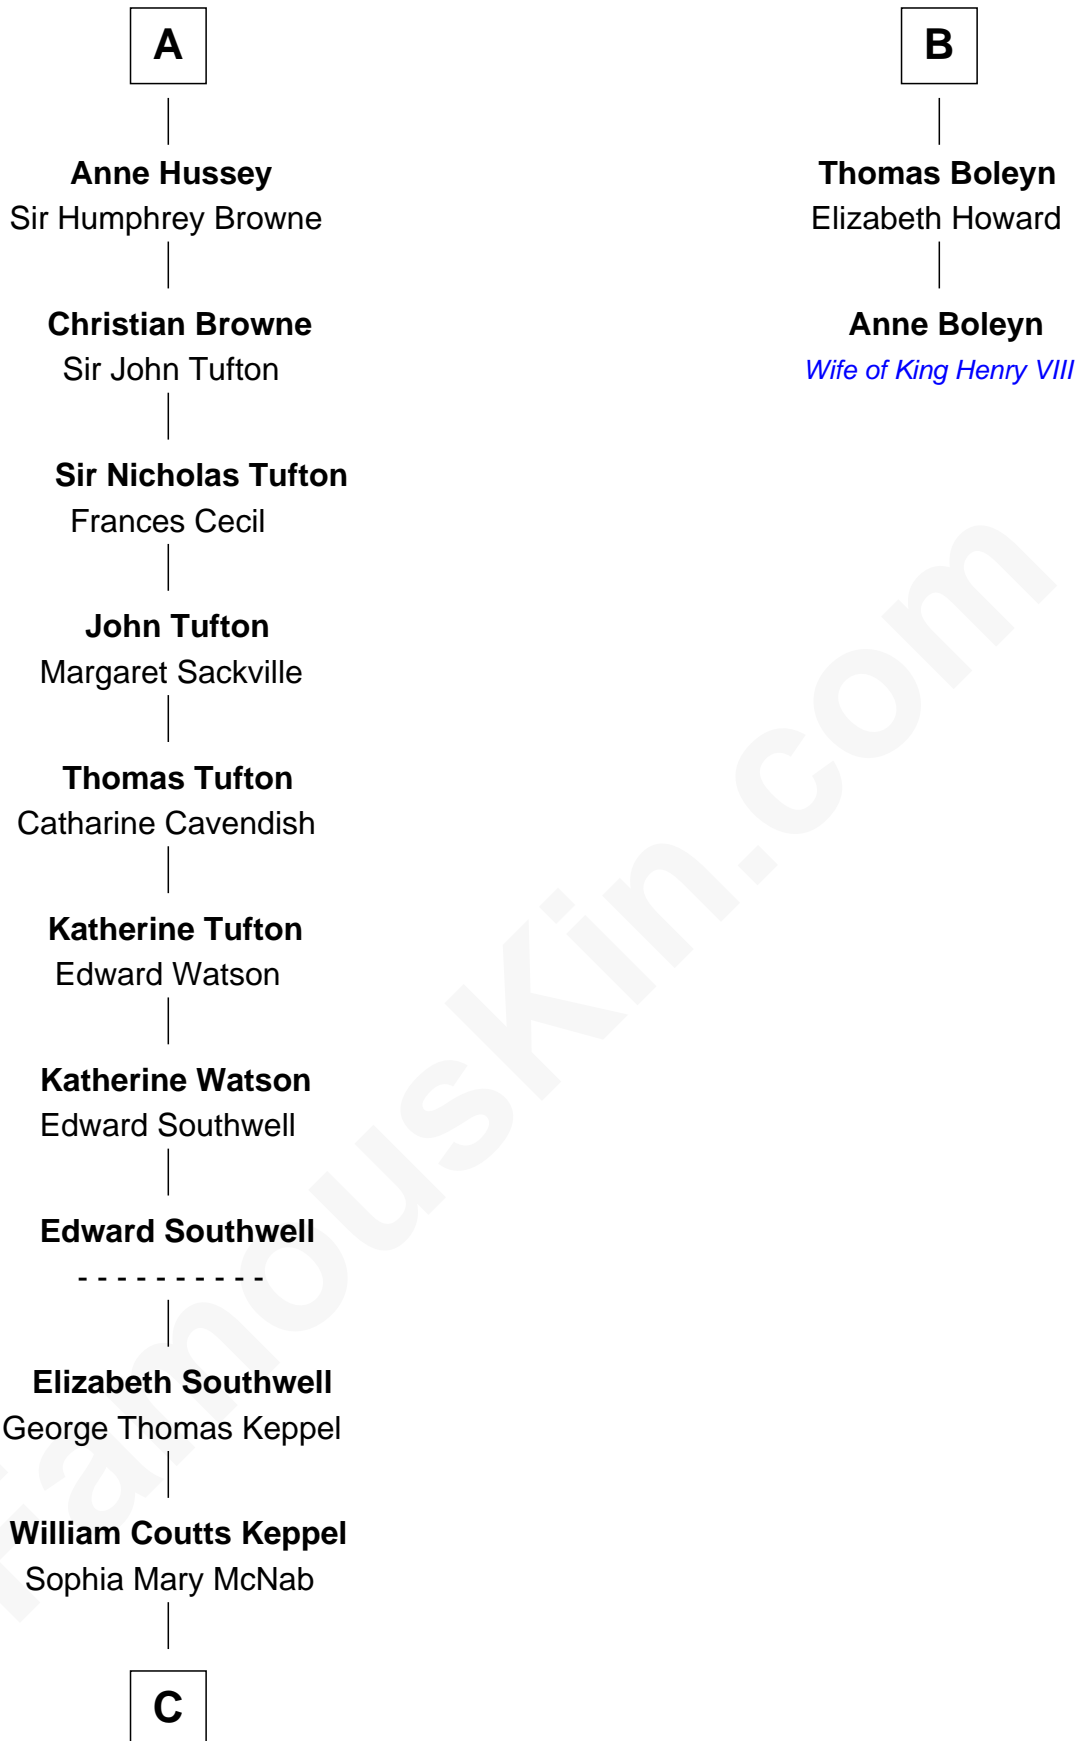 A
Anne Hussey
Sir Humphrey Browne
Christian Browne
Sir John Tufton
Sir Nicholas Tufton
Frances Cecil
John Tufton
Margaret Sackville
Thomas Tufton
Catharine Cavendish
Katherine Tufton
Edward Watson
Katherine Watson
Edward Southwell
Edward Southwell
- - - - - - - - - -
Elizabeth Southwell
George Thomas Keppel
William Coutts Keppel
Sophia Mary McNab
C
B
Thomas Boleyn
Elizabeth Howard
Anne Boleyn
Wife of King Henry VIII
FamousKin.com